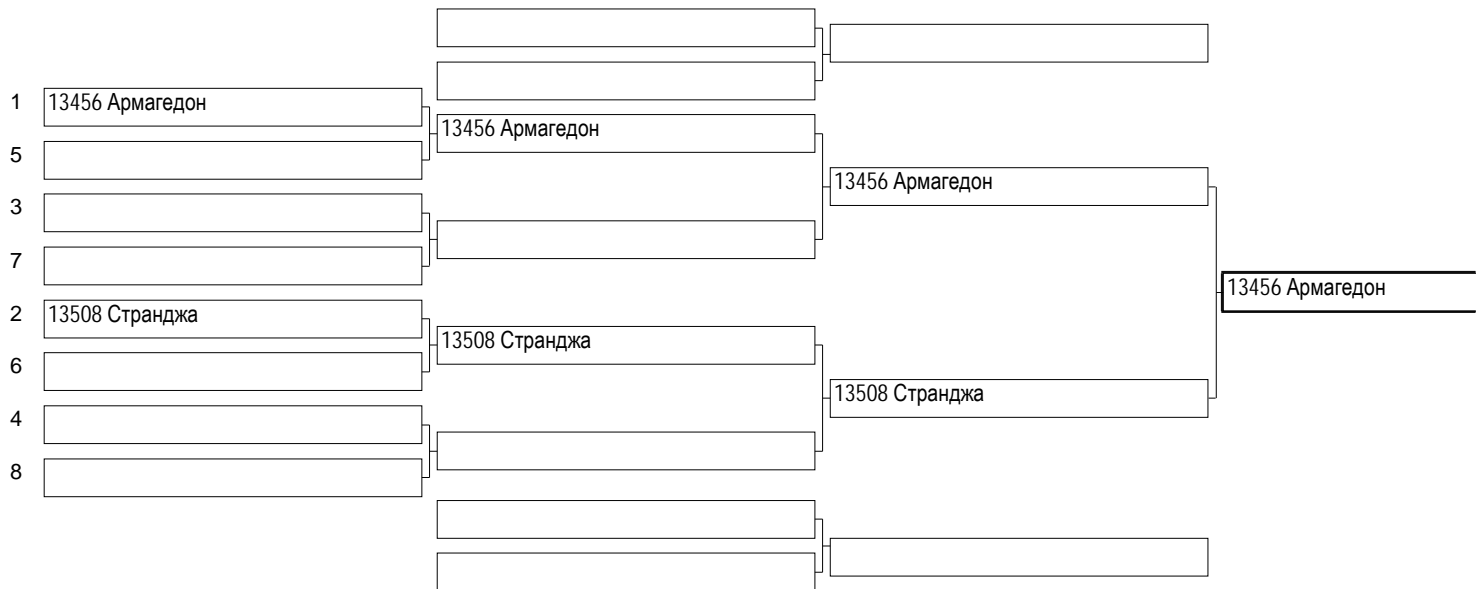 1 13456 Армагедон
13456 Армагедон
5
13456 Армагедон
3
7
13456 Армагедон
2 13508 Странджа
13508 Странджа
6
13508 Странджа
4
8